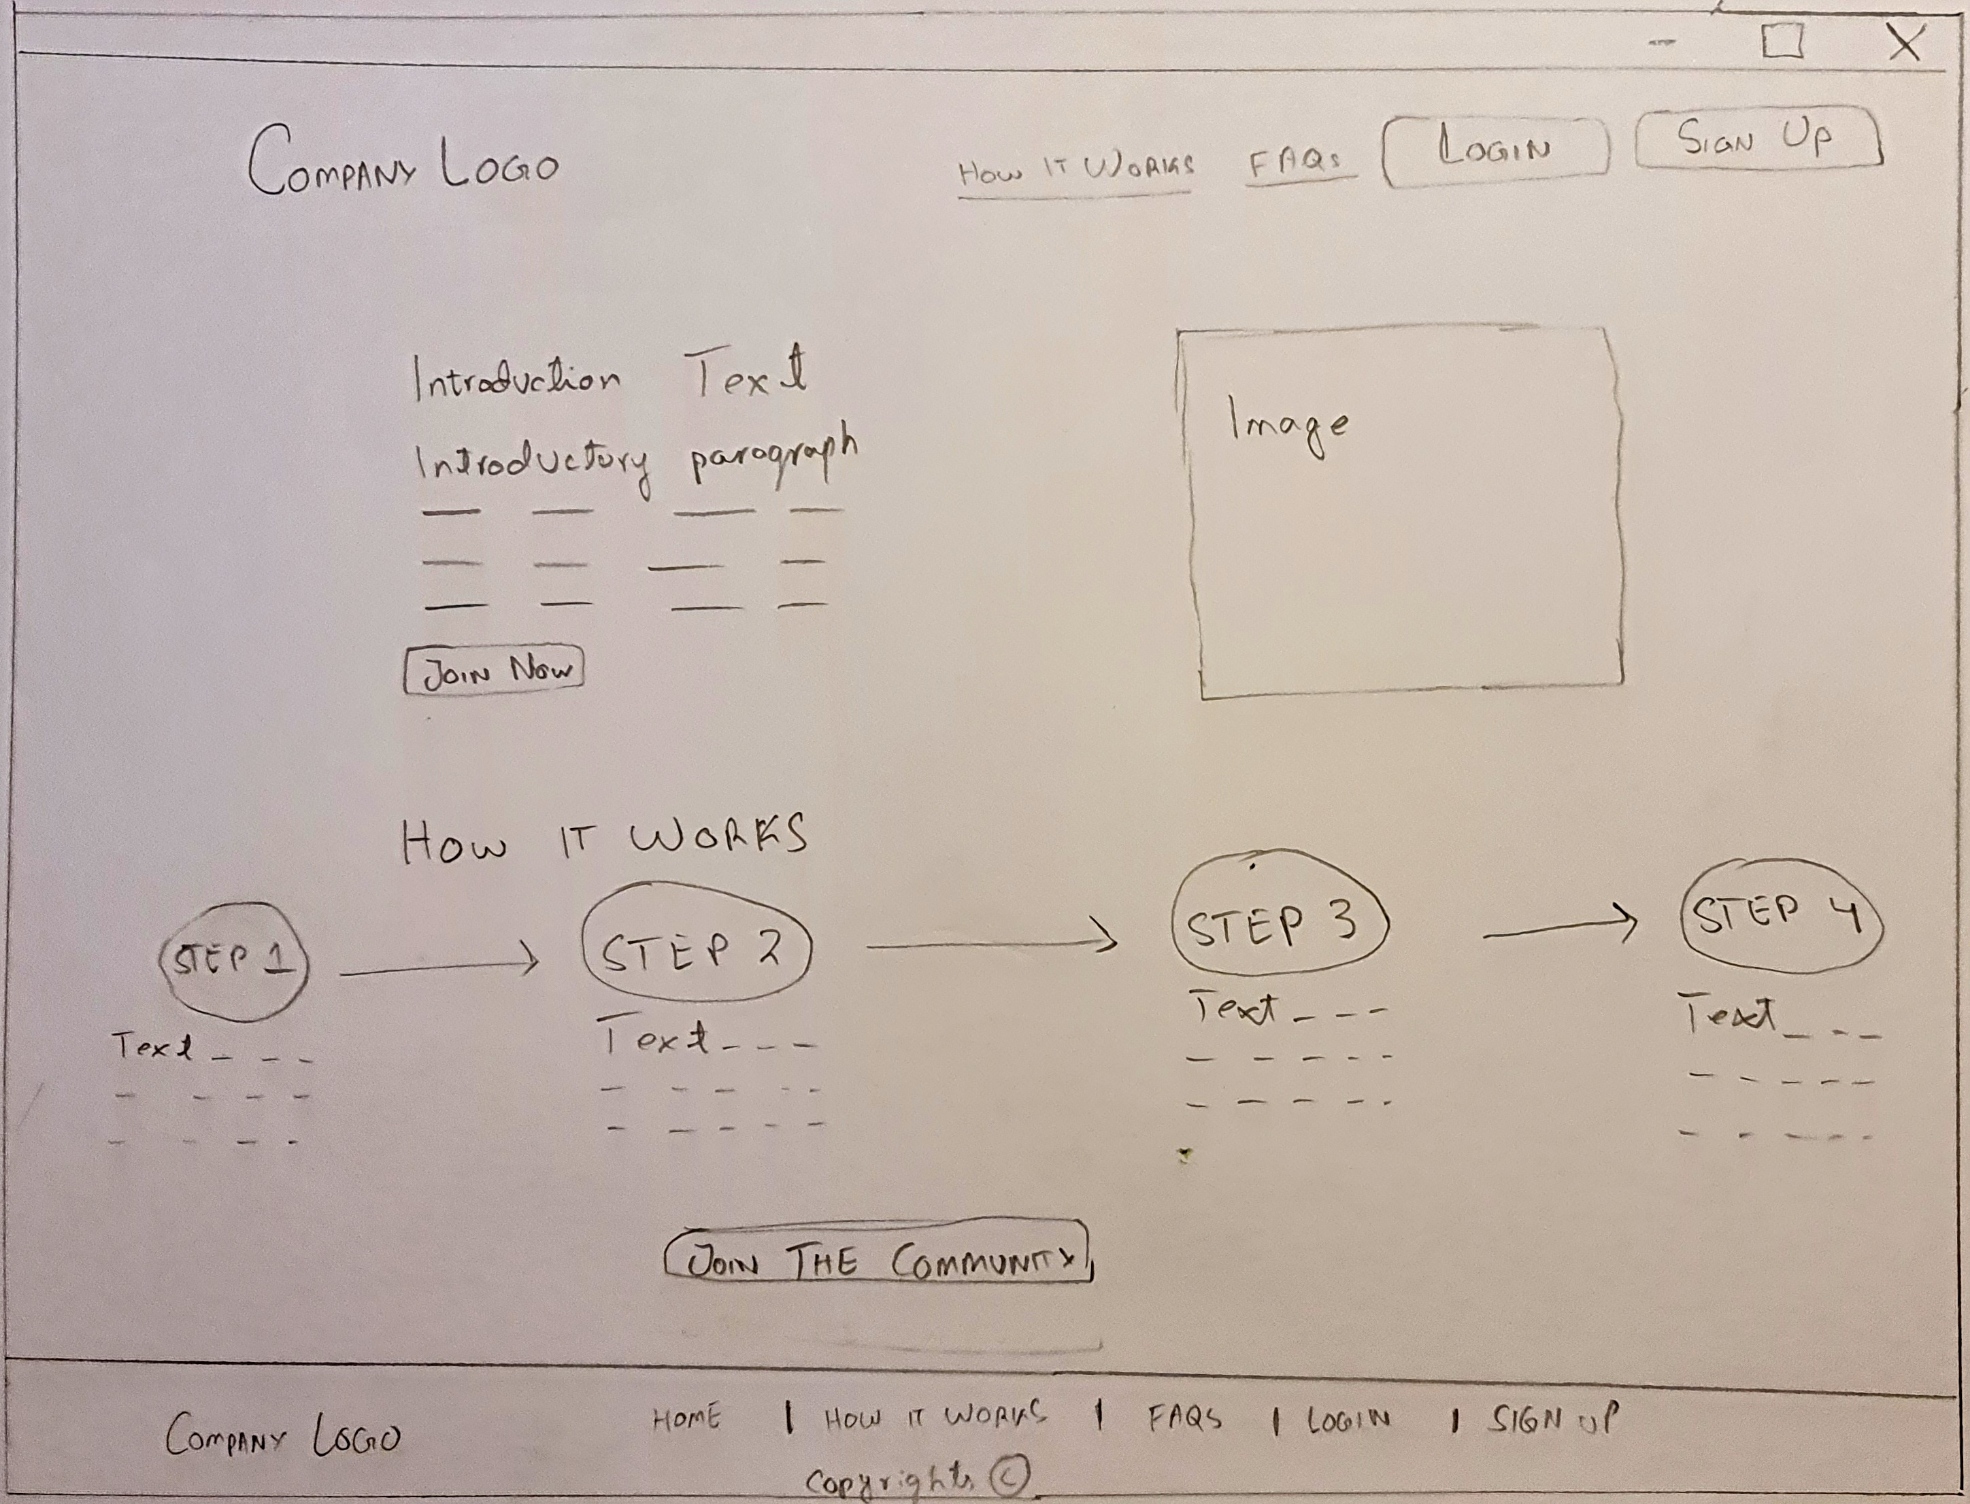 COMPANY LOGO
HOW IT WORKS FAQs LOGIN SIGN UP
Introduction Text
Introductory paragraph
Image
JOIN NOW
HOW IT WORKS
STEP 1 STEP 2 STEP 3 STEP 4
Text Text Text Text
JOIN THE COMMUNITY
COMPANY LOGO
HOME | HOW IT WORKS | FAQS | LOGIN | SIGN UP
Copyrights ©